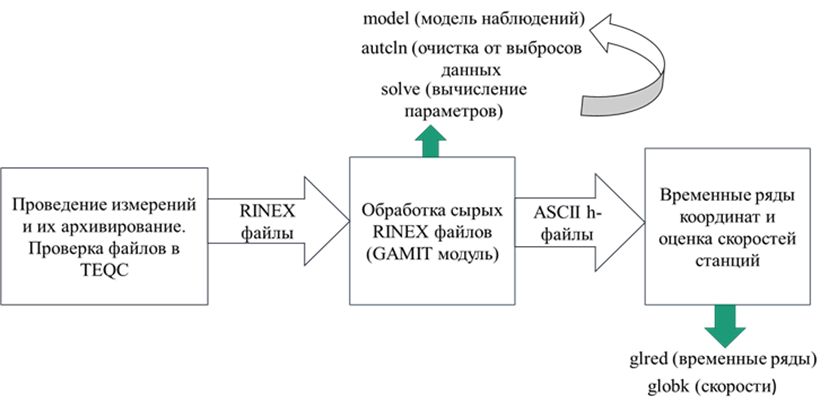 model (модель наблюдений)
autcln (очистка от выбросов
данных
solve (вычисление
параметров)
Проведение измерений
и их архивирование.
Проверка файлов в
TEQC
RINEX
файлы
Обработка сырых
RINEX файлов
(GAMIT модуль)
ASCII h-
файлы
Временные ряды
координат и
оценка скоростей
станций
glred (временные ряды)
globk (скорости)